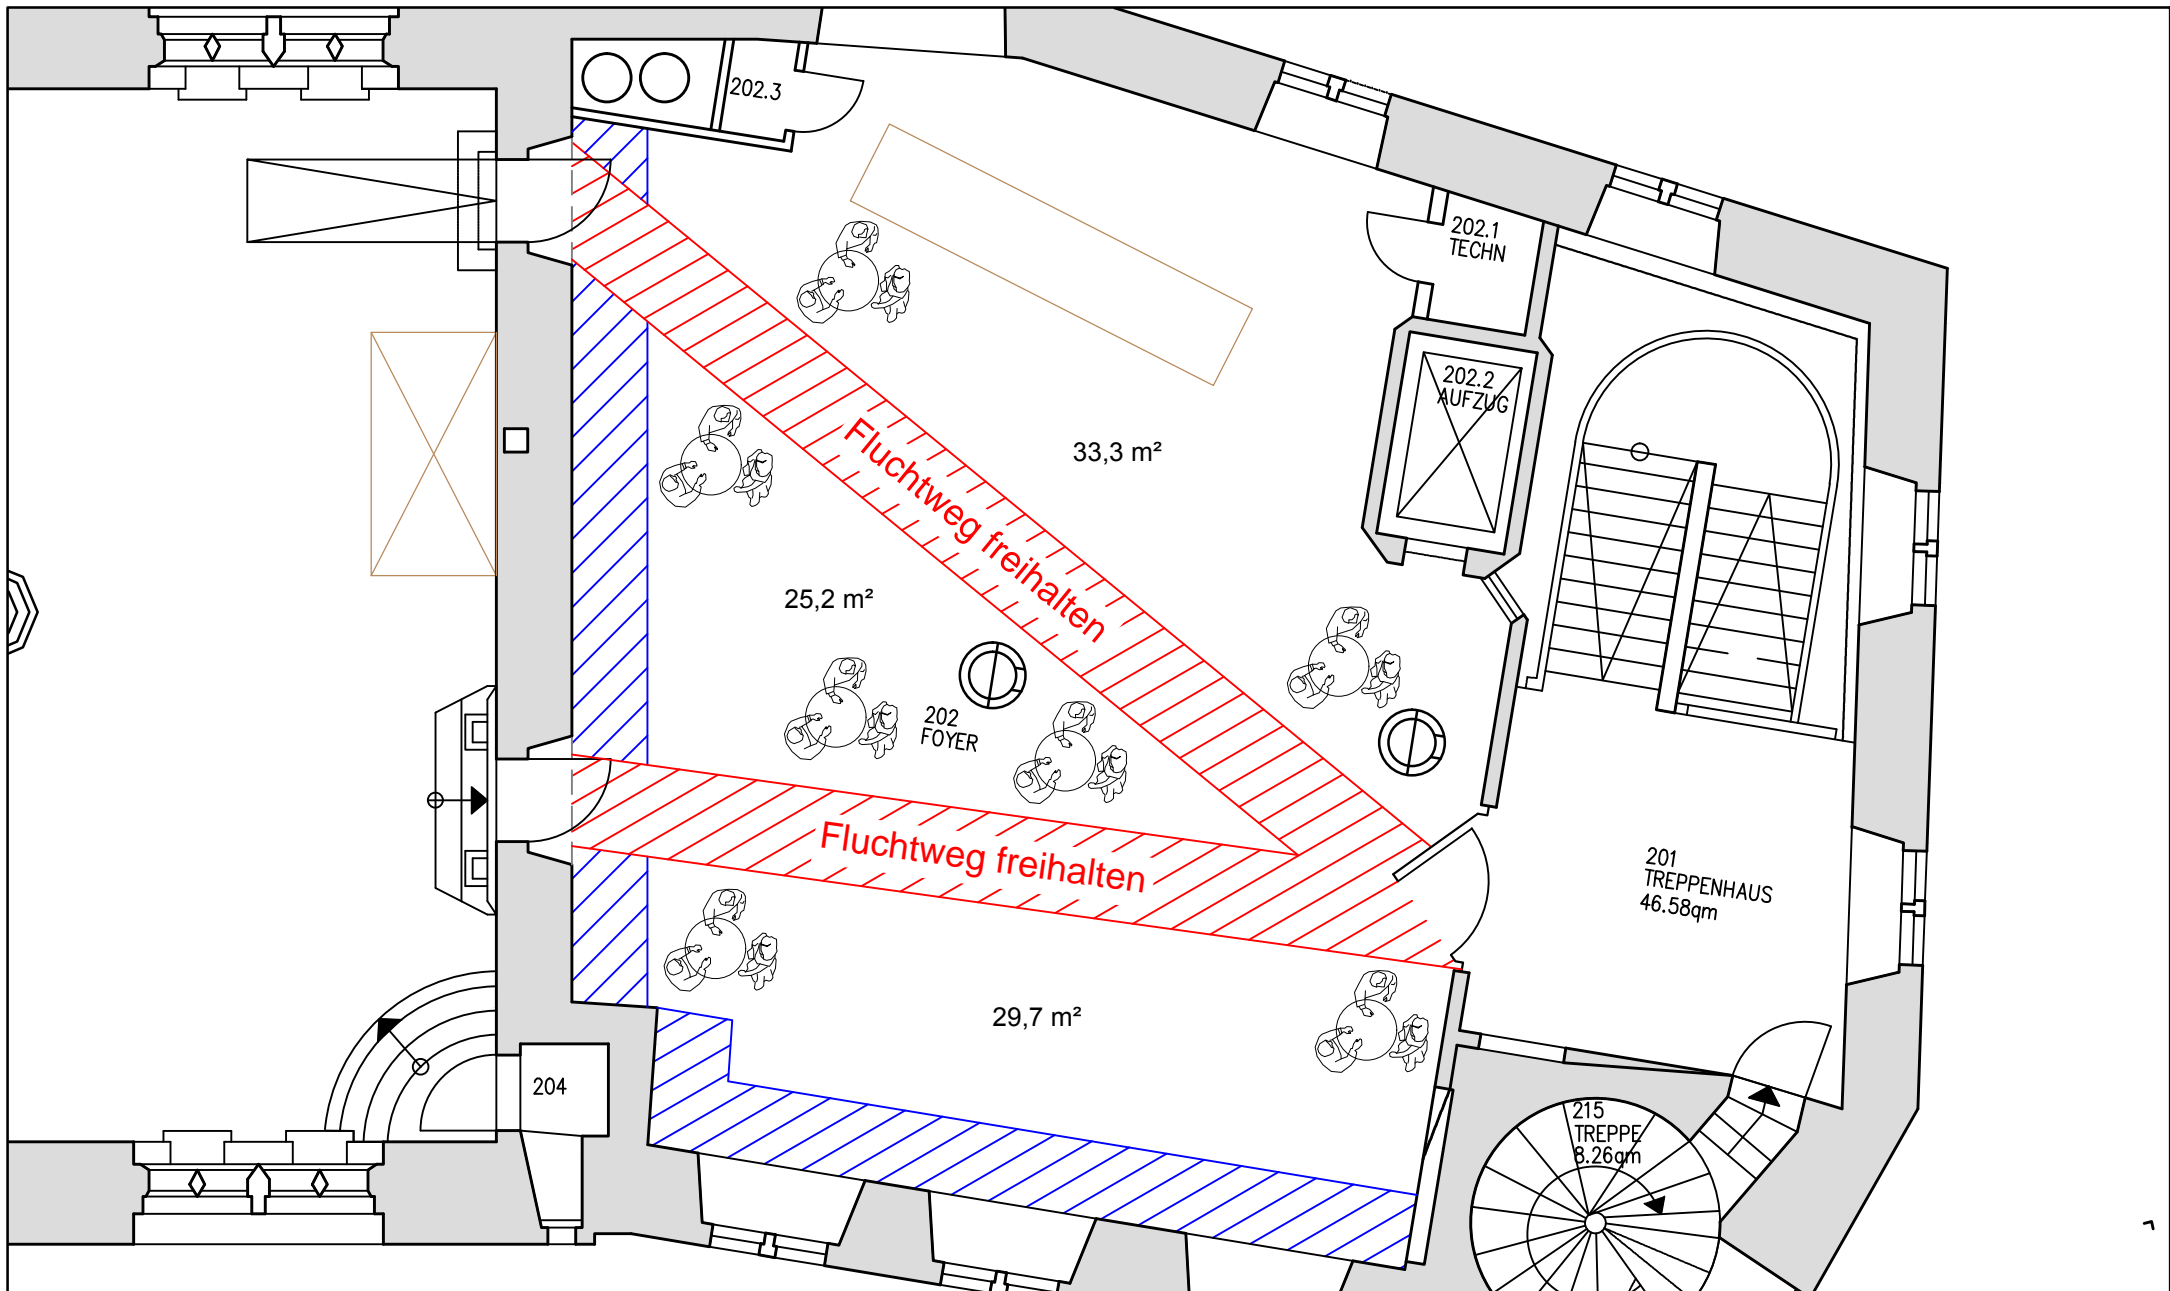 202.3
202.1
TECHN
202.2
AUFZUG
33,3 m²
Fluchtweg freihalten
25,2 m²
202
FOYER
Fluchtweg freihalten
201
TREPPENHAUS
46.58qm
29,7 m²
204
215
TREPPE
8.26qm